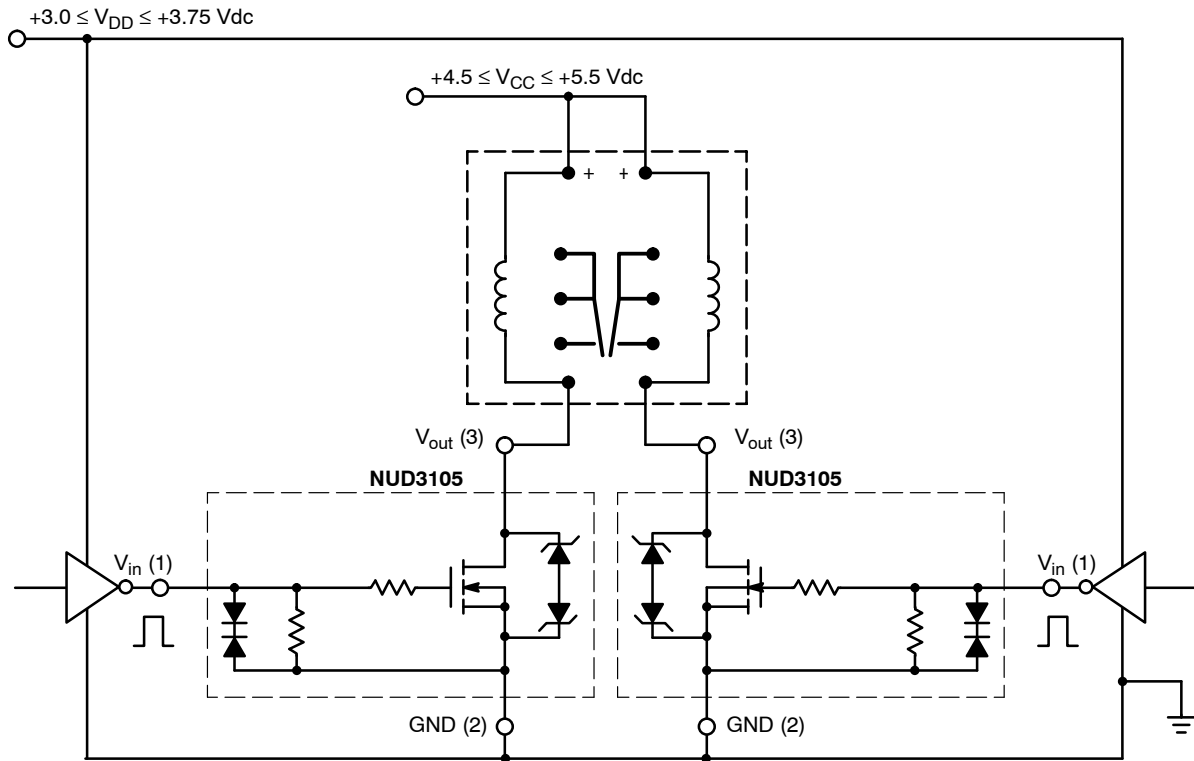 +3.0 ≤ VDD ≤ +3.75 Vdc
+4.5 ≤ VCC ≤ +5.5 Vdc
+ +
Vout (3) Vout (3)
NUD3105 NUD3105
Vin (1) Vin (1)
GND (2) GND (2)